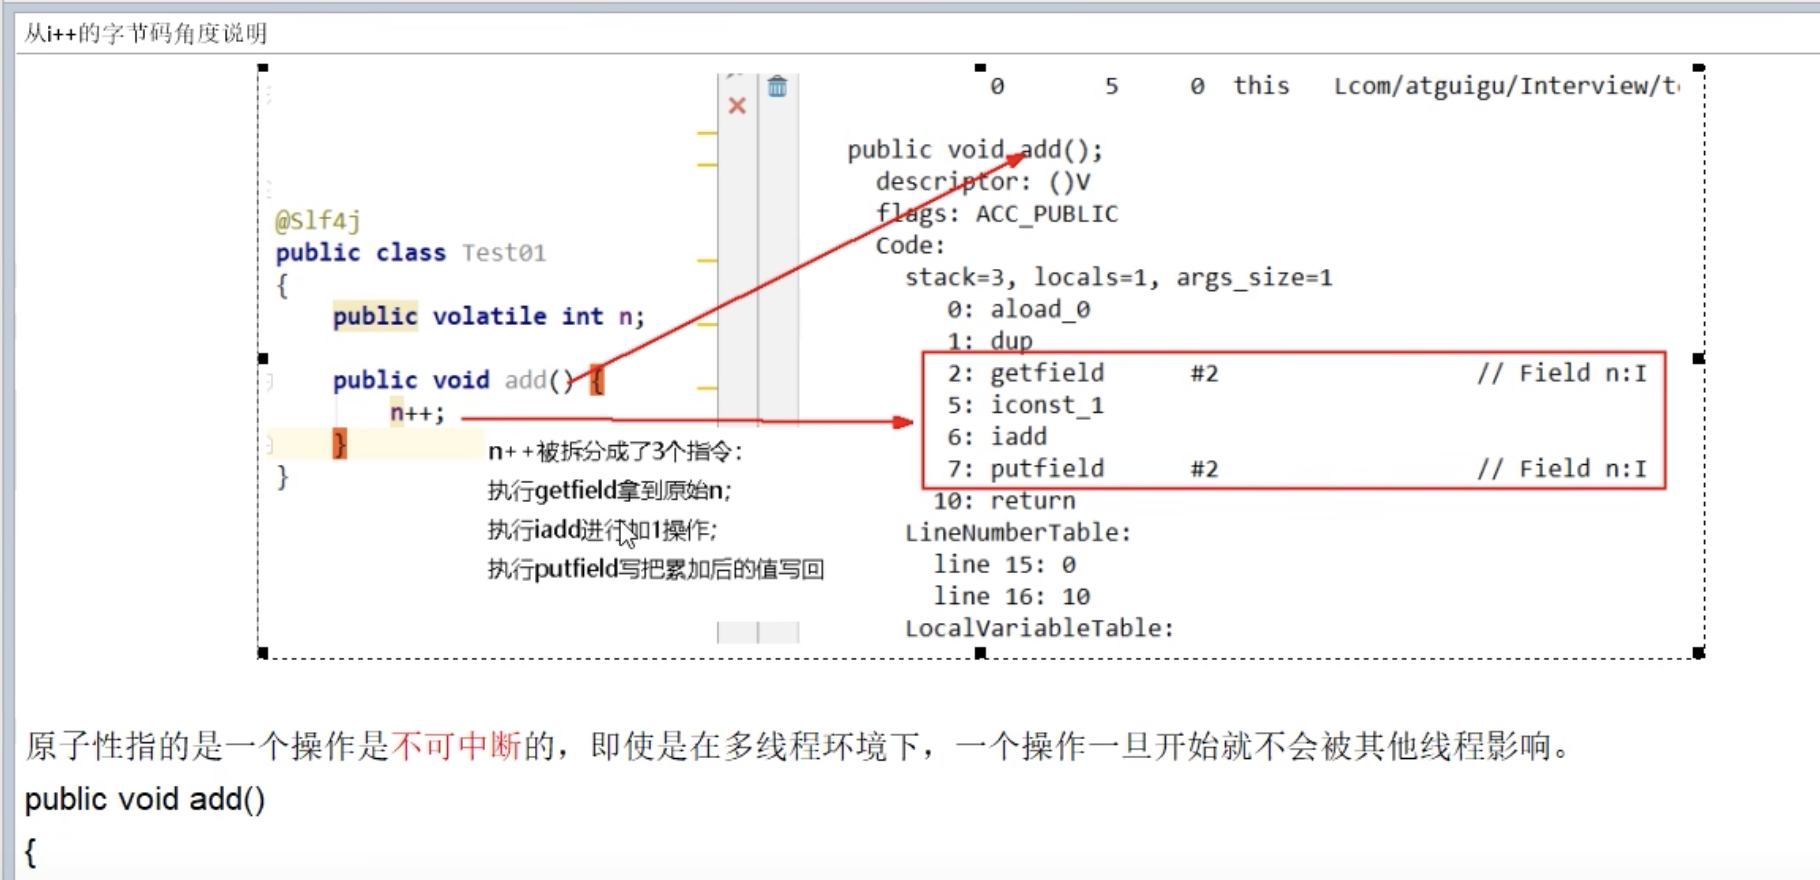 从i++的字节码角度说明
@Slf4j
public class Test01
{
public volatile int n;
public void add() {
n++;
}
}
n++被拆分成了3个指令：
执行getfield拿到原始n；
执行iadd进行加1操作；
执行putfield写把累加后的值写回
0 5 0 this Lcom/atguigu/Interview/t
public void add();
descriptor: ()V
flags: ACC_PUBLIC
Code:
stack=3, locals=1, args_size=1
0: aload_0
1: dup
2: getfield #2 // Field n:I
5: iconst_1
6: iadd
7: putfield #2 // Field n:I
10: return
LineNumberTable:
line 15: 0
line 16: 10
LocalVariableTable:
原子性指的是一个操作是不可中断的，即使是在多线程环境下，一个操作一旦开始就不会被其他线程影响。
public void add()
{